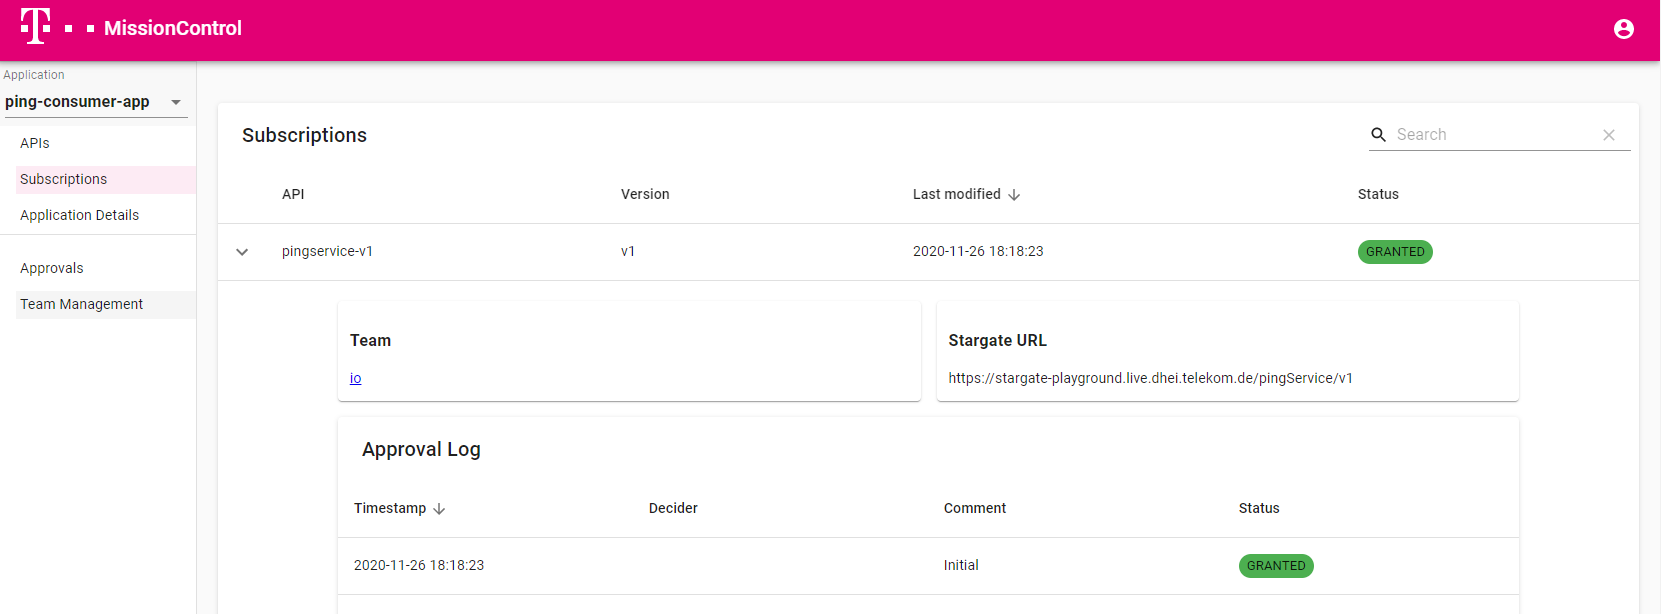 T MissionControl
Application
ping-consumer-app
APIs
Subscriptions
Application Details
Approvals
Team Management
Subscriptions
Search
API Version Last modified Status
pingservice-v1 v1 2020-11-26 18:18:23 GRANTED
Team
io
Stargate URL
https://stargate-playground.live.dhei.telekom.de/pingService/v1
Approval Log
Timestamp Decider Comment Status
2020-11-26 18:18:23 Initial GRANTED